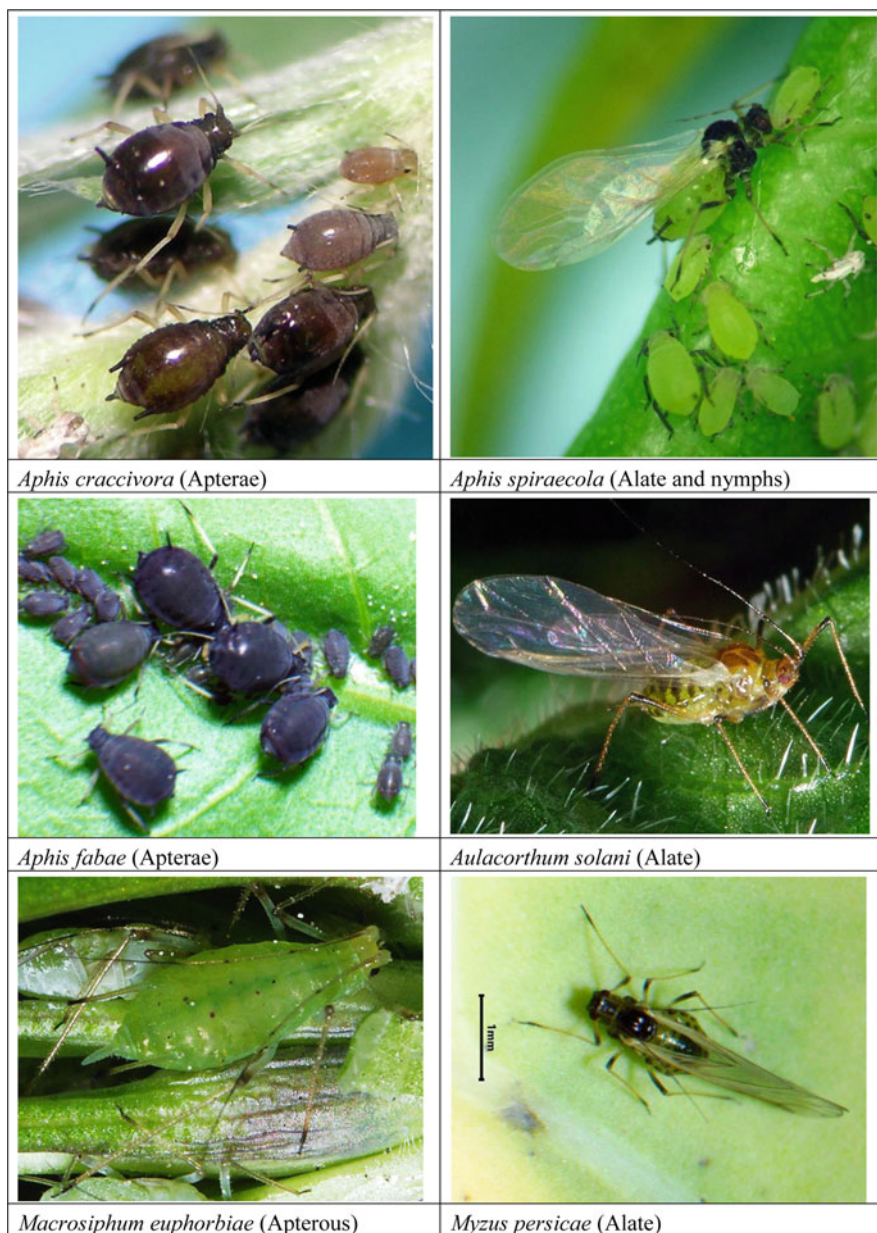 Aphis craccivora (Apterae)
Aphis spiraecola (Alate and nymphs)
Aphis fabae (Apterae)
Aulacorthum solani (Alate)
1mm
Macrosiphum euphorbiae (Apterous)
Myzus persicae (Alate)